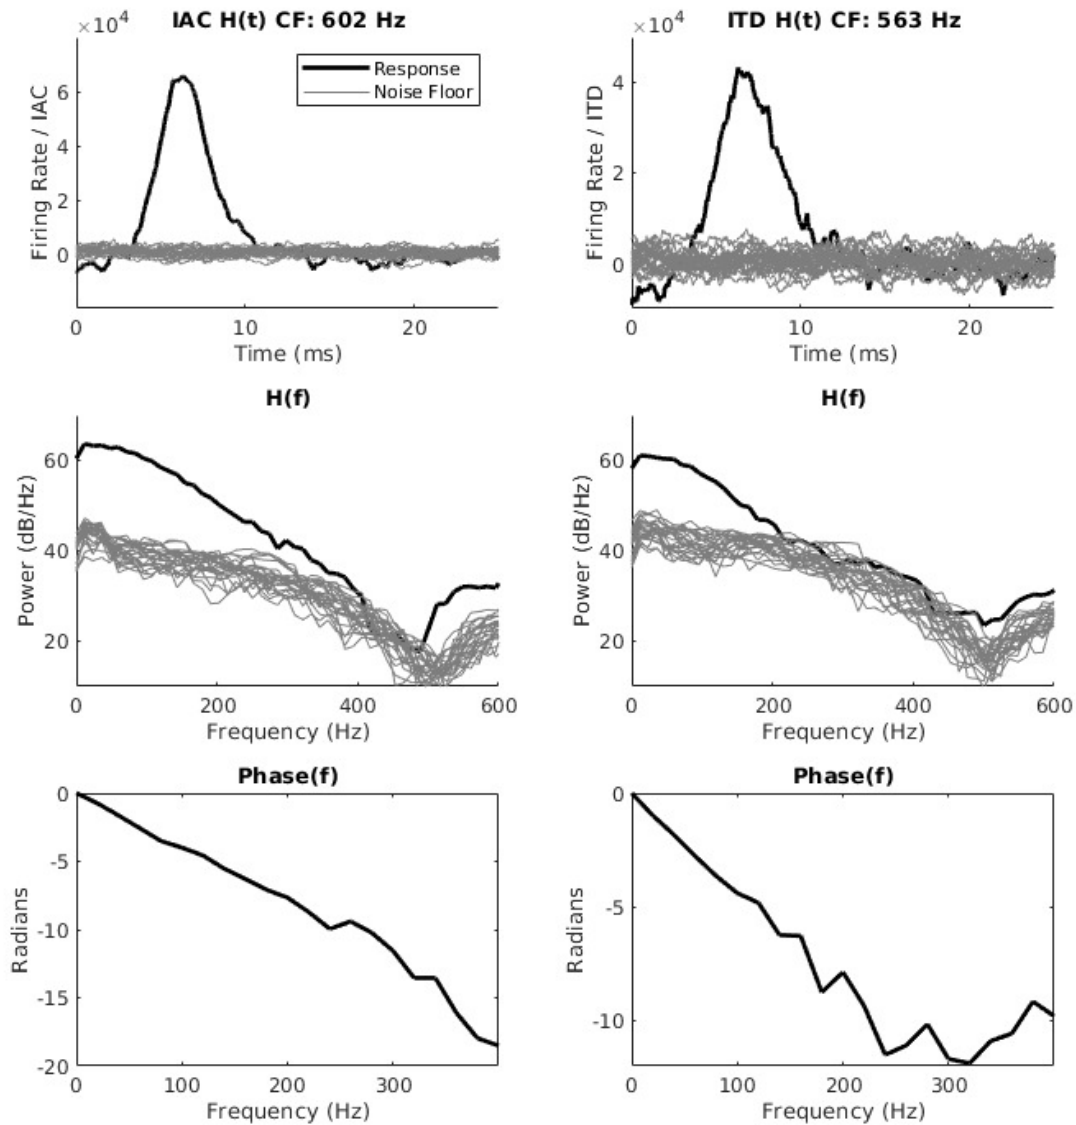 ×10⁴
IAC H(t) CF: 602 Hz
Firing Rate / IAC
6
4
2
0
Response
Noise Floor
0 10 20
Time (ms)
×10⁴
ITD H(t) CF: 563 Hz
Firing Rate / ITD
4
2
0
0 10 20
Time (ms)
H(f)
Power (dB/Hz)
60
40
20
0 200 400 600
Frequency (Hz)
H(f)
Power (dB/Hz)
60
40
20
0 200 400 600
Frequency (Hz)
Phase(f)
Radians
0
-5
-10
-15
-20
0 100 200 300
Frequency (Hz)
Phase(f)
Radians
0
-5
-10
0 100 200 300
Frequency (Hz)